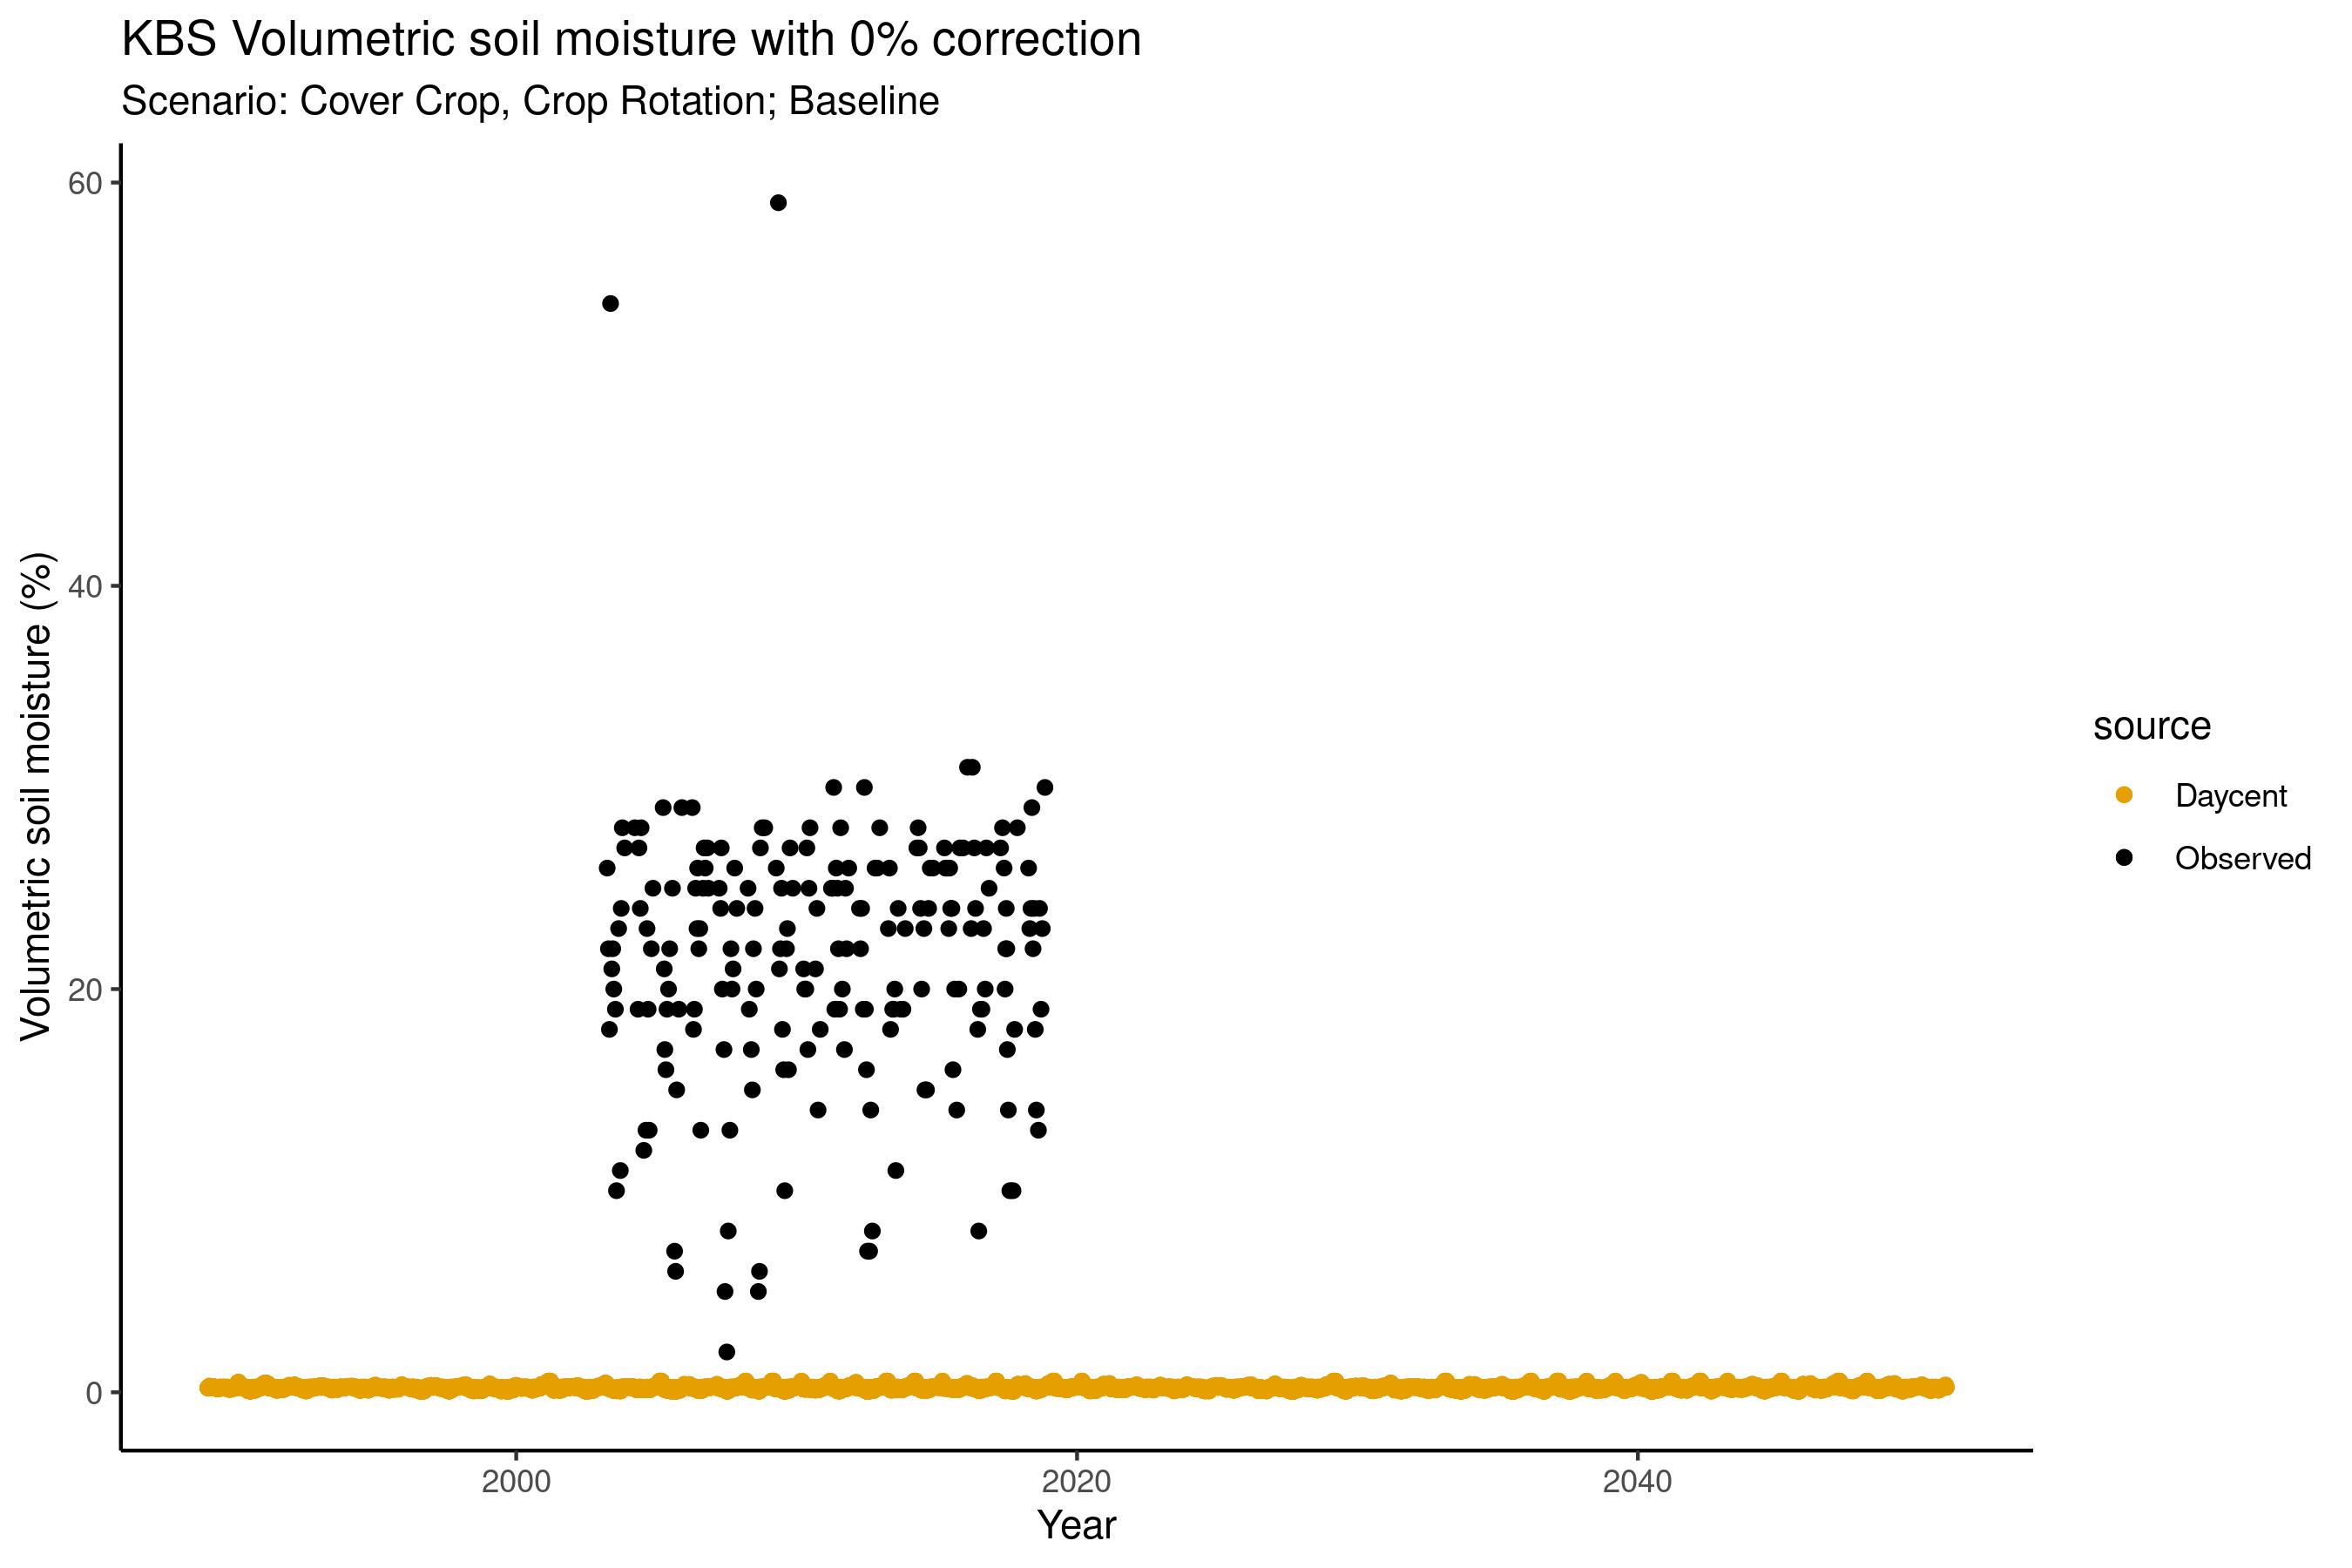 KBS Volumetric soil moisture with 0% correction
Scenario: Cover Crop, Crop Rotation; Baseline
Volumetric soil moisture (%)
60
40
20
0
2000
2020
2040
Year
source
Daycent
Observed